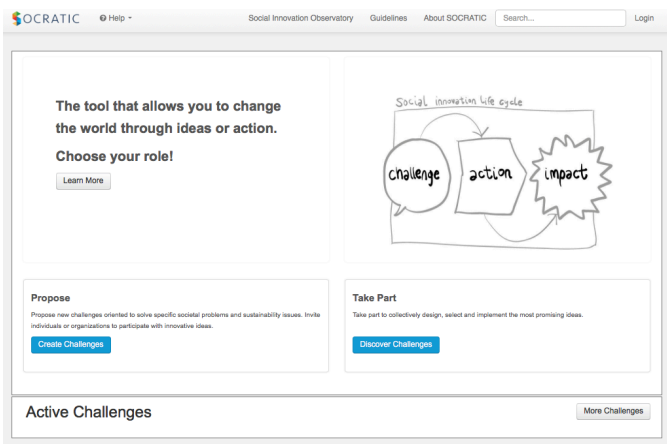 SOCRATIC Help Social Innovation Observatory Guidelines About SOCRATIC Search... Login
The tool that allows you to change
the world through ideas or action.
Choose your role!
Learn More
Social innovation life cycle
challenge action impact
Propose
Propose new challenges oriented to solve specific societal problems and sustainability issues. Invite
individuals or organizations to participate with innovative ideas.
Create Challenges
Take Part
Take part to collectively design, select and implement the most promising ideas.
Discover Challenges
Active Challenges More Challenges